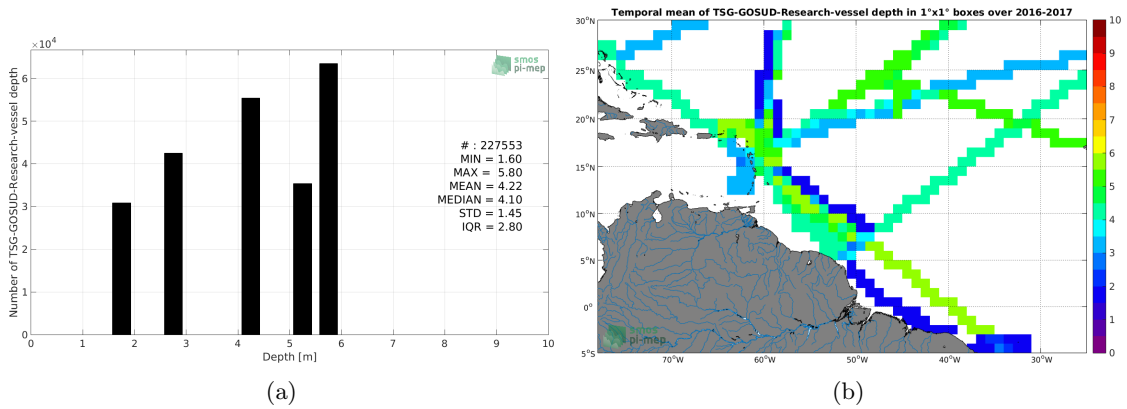 ×10⁴
Number of TSG-GOSUD-Research-vessel depth
6
5
4
3
2
1
0
0 1 2 3 4 5 6 7 8 9 10
Depth [m]
smos
pi-mep
# : 227553
MIN = 1.60
MAX = 5.80
MEAN = 4.22
MEDIAN = 4.10
STD = 1.45
IQR = 2.80
(a)
Temporal mean of TSG-GOSUD-Research-vessel depth in 1°x1° boxes over 2016-2017
30°N
25°N
20°N
15°N
10°N
5°N
0°
5°S
70°W 60°W 50°W 40°W 30°W
smos
pi-mep
10
9
8
7
6
5
4
3
2
1
0
(b)